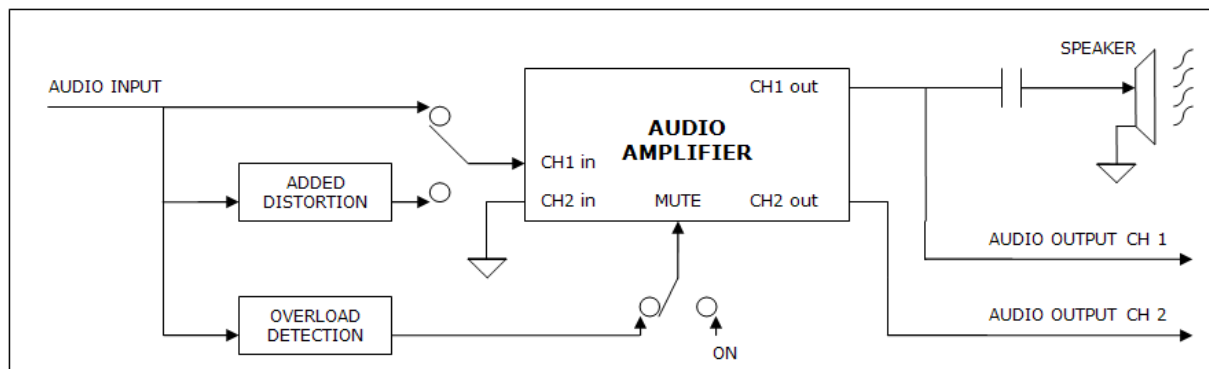 SPEAKER
AUDIO INPUT
CH1 out
AUDIO
AMPLIFIER
CH1 in
ADDED
DISTORTION
CH2 in
MUTE
CH2 out
AUDIO OUTPUT CH 1
OVERLOAD
DETECTION
AUDIO OUTPUT CH 2
ON